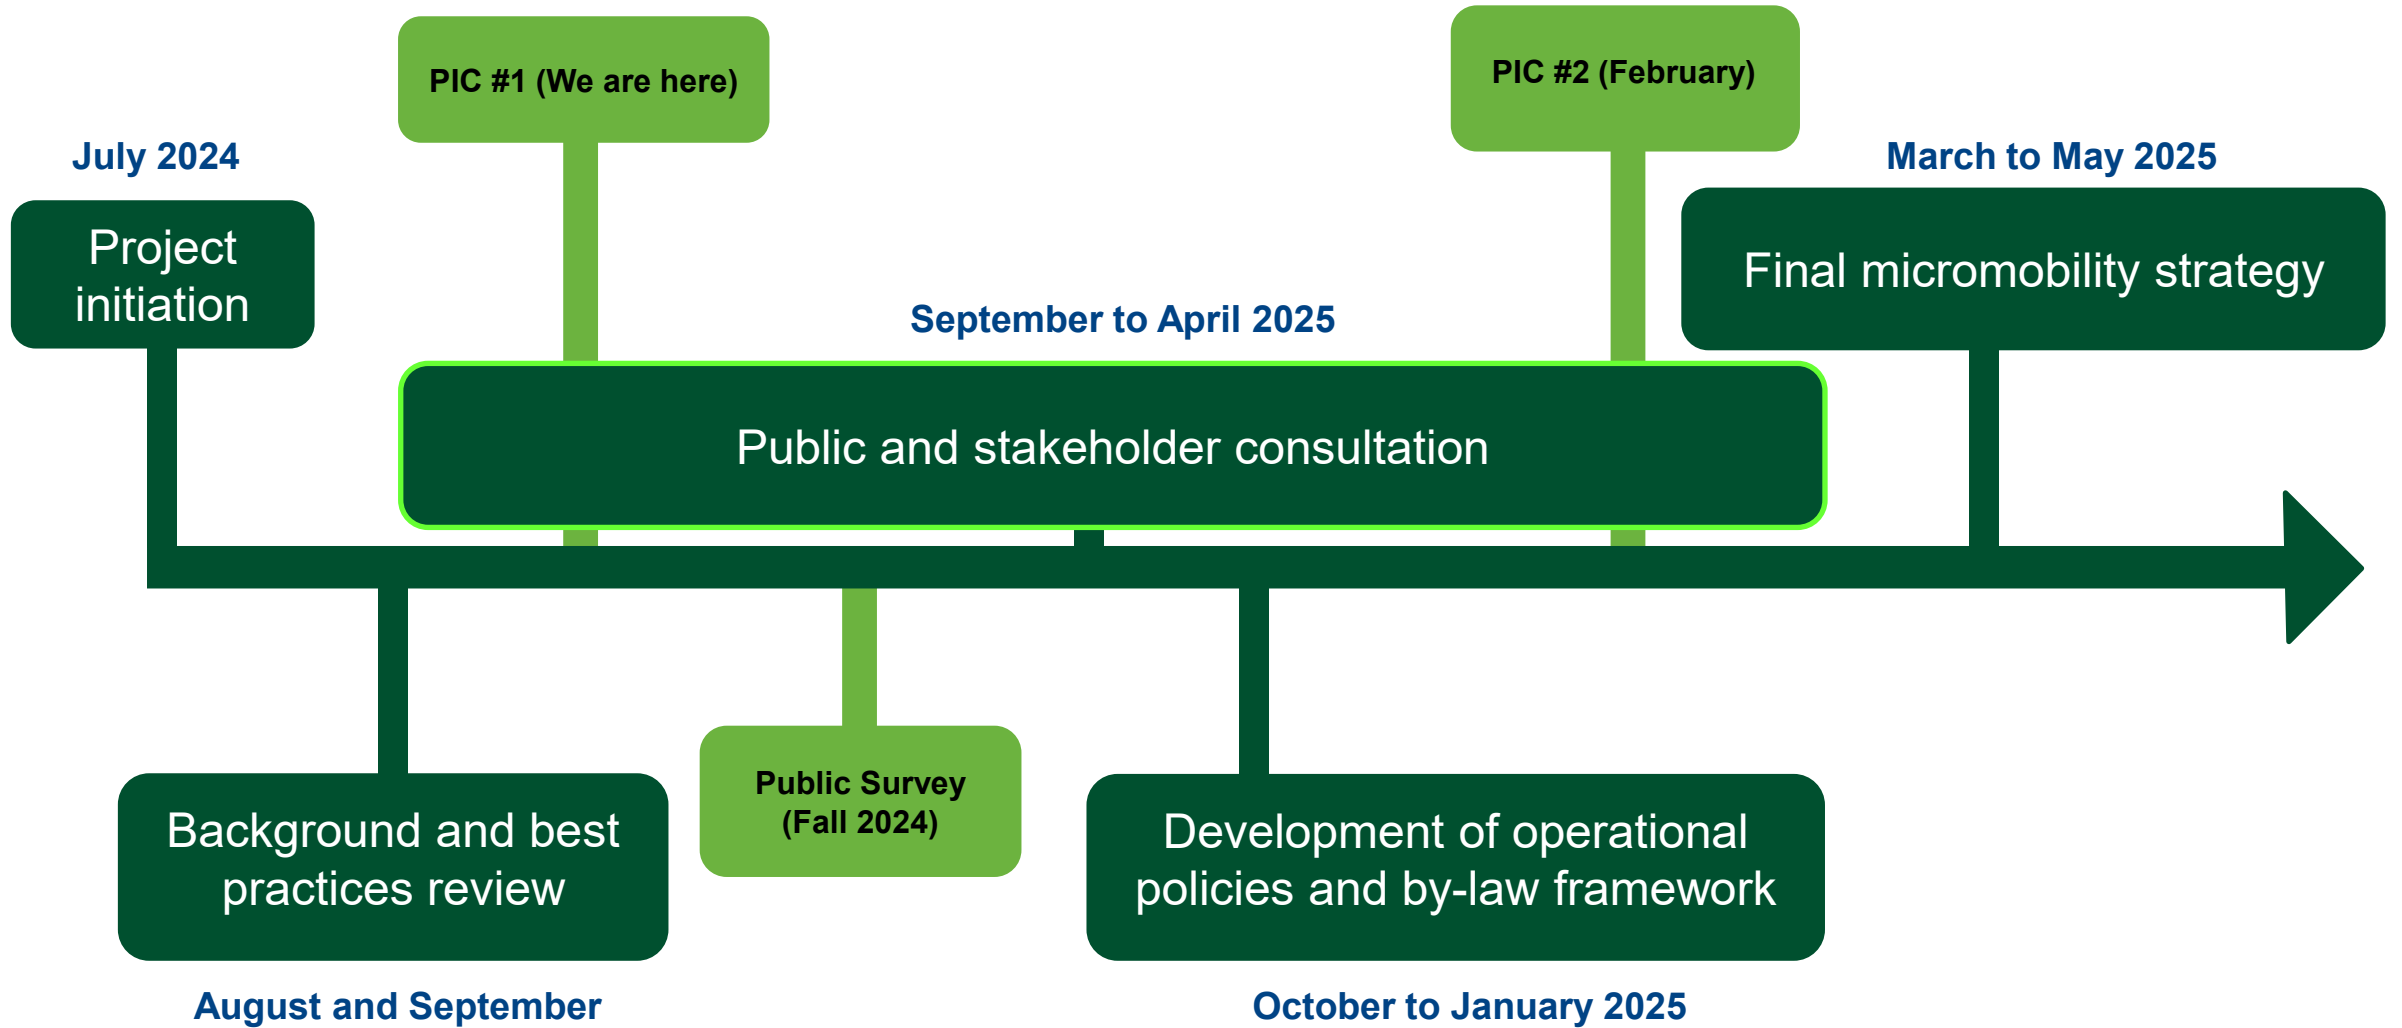 PIC #1 (We are here)
PIC #2 (February)
July 2024
March to May 2025
Project
initiation
Final micromobility strategy
September to April 2025
Public and stakeholder consultation
Public Survey
(Fall 2024)
Background and best
practices review
Development of operational
policies and by-law framework
August and September
October to January 2025